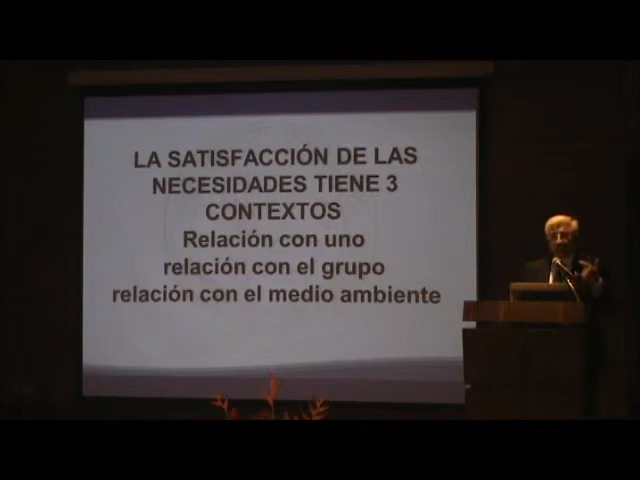 LA SATISFACCIÓN DE LAS
NECESIDADES TIENE 3
CONTEXTOS
Relación con uno
relación con el grupo
relación con el medio ambiente